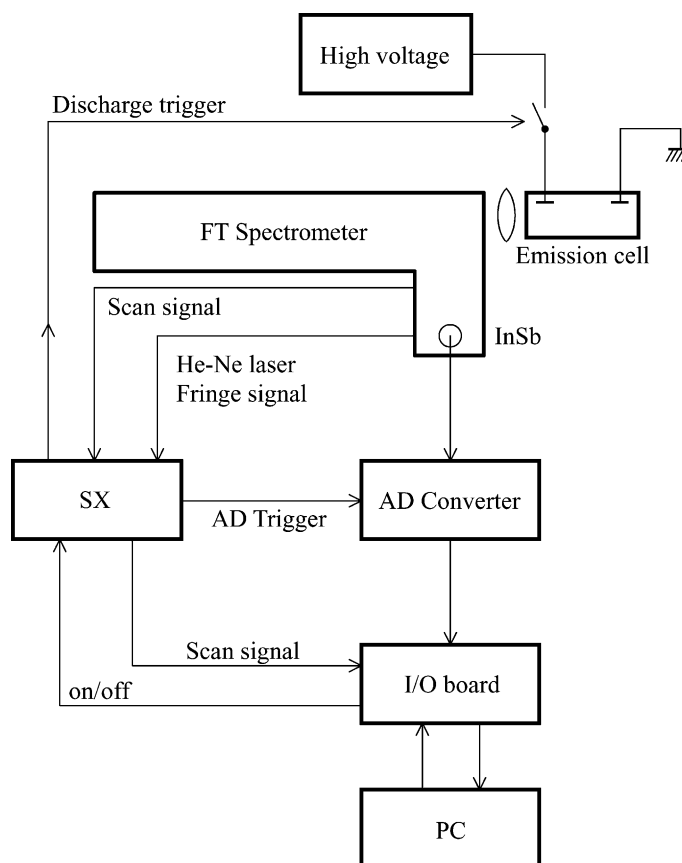 High voltage
Discharge trigger
FT Spectrometer
Emission cell
Scan signal
InSb
He-Ne laser
Fringe signal
SX
AD Trigger
AD Converter
Scan signal
I/O board
on/off
PC